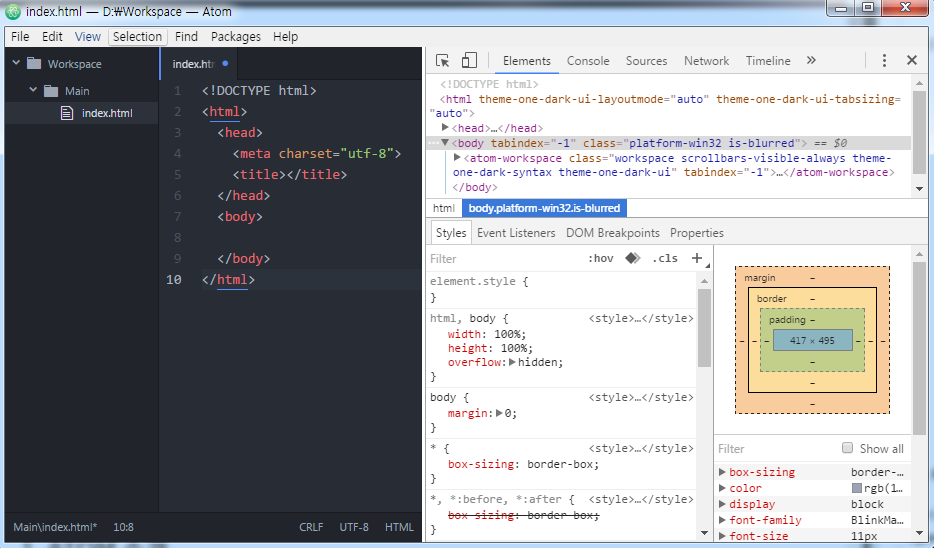 index.html — D:₩Workspace — Atom
File Edit View Selection Find Packages Help
Workspace
Main
index.html
index.ht
1 <!DOCTYPE html>
2 <html>
3 <head>
4 <meta charset="utf-8">
5 <title></title>
6 </head>
7 <body>
8
9 </body>
10 </html>
Main\index.html* 10:8 CRLF UTF-8 HTML
Elements Console Sources Network Timeline »
<!DOCTYPE html>
<html theme-one-dark-ui-layoutmode="auto" theme-one-dark-ui-tabsizing=
"auto">
<head>…</head>
<body tabindex="-1" class="platform-win32 is-blurred"> == $0
<atom-workspace class="workspace scrollbars-visible-always theme-
one-dark-syntax theme-one-dark-ui" tabindex="-1">…</atom-workspace>
</body>
html body.platform-win32.is-blurred
Styles Event Listeners DOM Breakpoints Properties
Filter :hov .cls +
element.style {
}
html, body { <style>…</style>
width: 100%;
height: 100%;
overflow: hidden;
}
body { <style>…</style>
margin: 0;
}
* { <style>…</style>
box-sizing: border-box;
}
*, *:before, *:after { <style>…</style>
box-sizing: border-box;
}
margin –
border –
padding –
– – – 417 × 495 – – –
–
–
–
Filter Show all
box-sizing border-…
color rgb(1…
display block
font-family BlinkMa…
font-size 11px